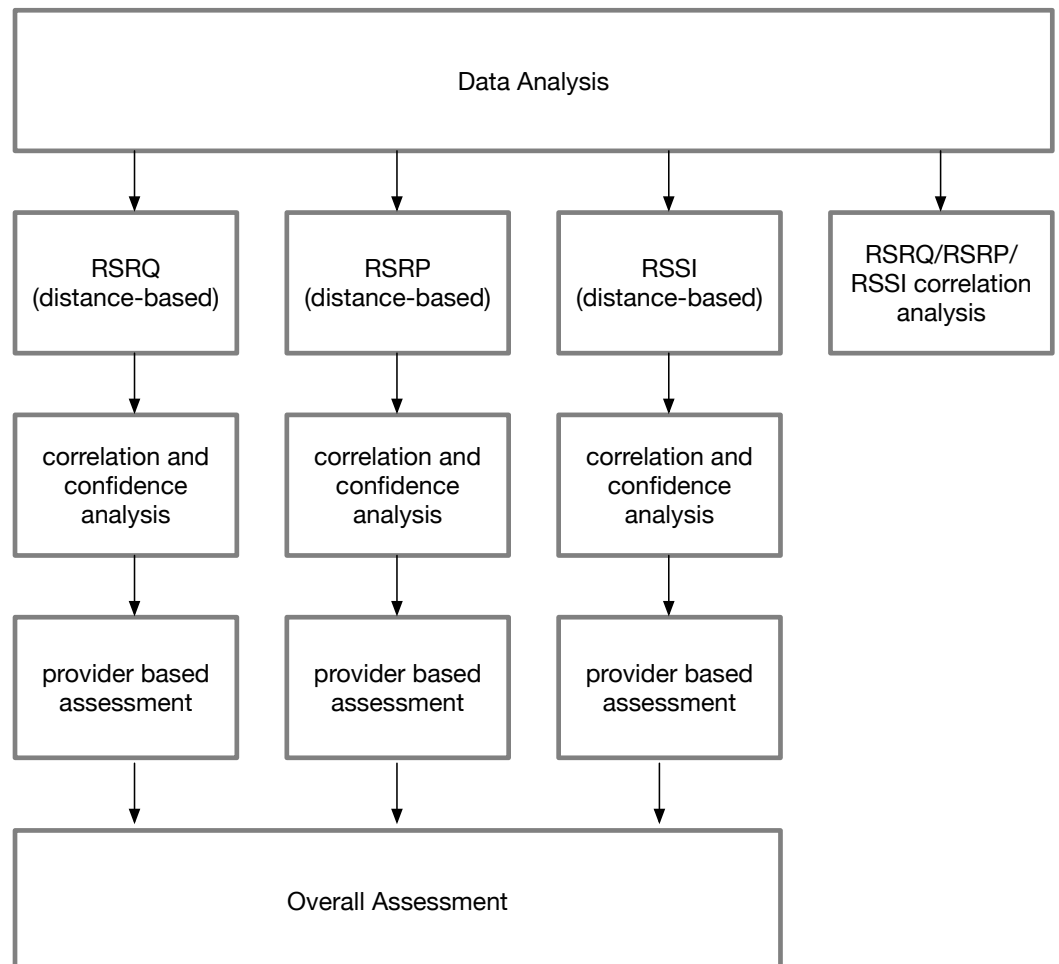 Data Analysis
RSRQ
(distance-based)
RSRP
(distance-based)
RSSI
(distance-based)
RSRQ/RSRP/
RSSI correlation
analysis
correlation and
confidence
analysis
correlation and
confidence
analysis
correlation and
confidence
analysis
provider based
assessment
provider based
assessment
provider based
assessment
Overall Assessment